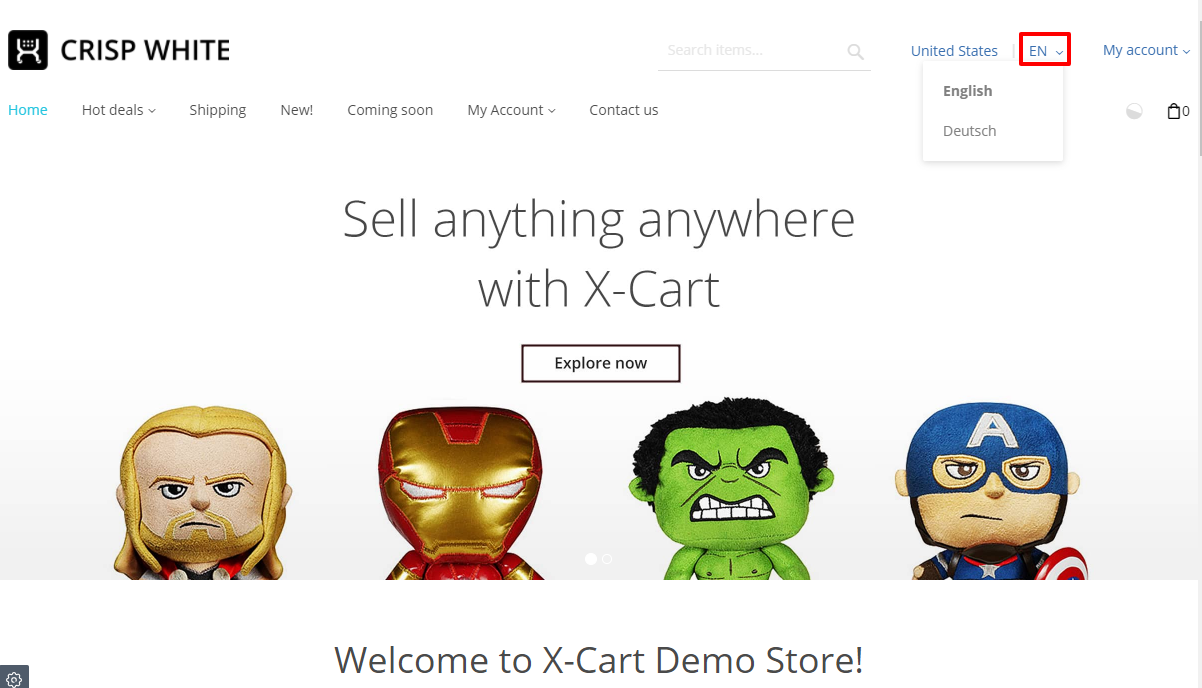 CRISP WHITE
Search items...
United States
EN
My account
English
Deutsch
Home
Hot deals
Shipping
New!
Coming soon
My Account
Contact us
0
Sell anything anywhere
with X-Cart
Explore now
A
Welcome to X-Cart Demo Store!